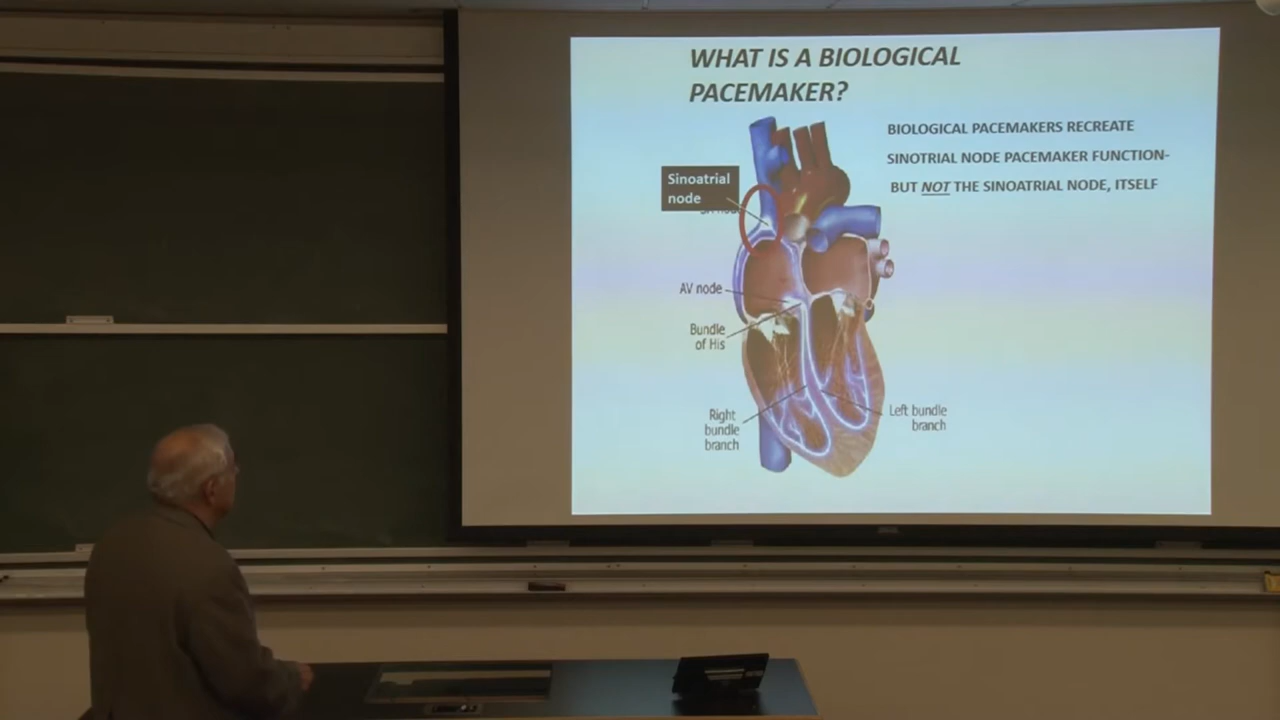 WHAT IS A BIOLOGICAL
PACEMAKER?
BIOLOGICAL PACEMAKERS RECREATE
SINOTRIAL NODE PACEMAKER FUNCTION-
BUT NOT THE SINOATRIAL NODE, ITSELF
Sinoatrial
node
AV node
Bundle
of His
Right
bundle
branch
Left bundle
branch